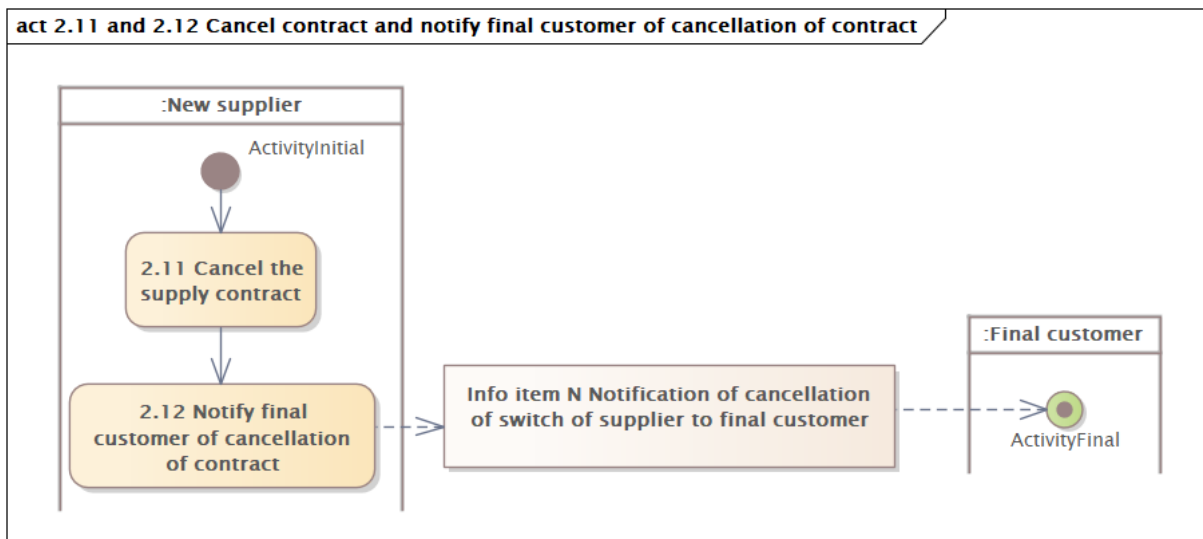 act 2.11 and 2.12 Cancel contract and notify final customer of cancellation of contract
:New supplier
ActivityInitial
2.11 Cancel the
supply contract
2.12 Notify final
customer of cancellation
of contract
Info item N Notification of cancellation
of switch of supplier to final customer
:Final customer
ActivityFinal